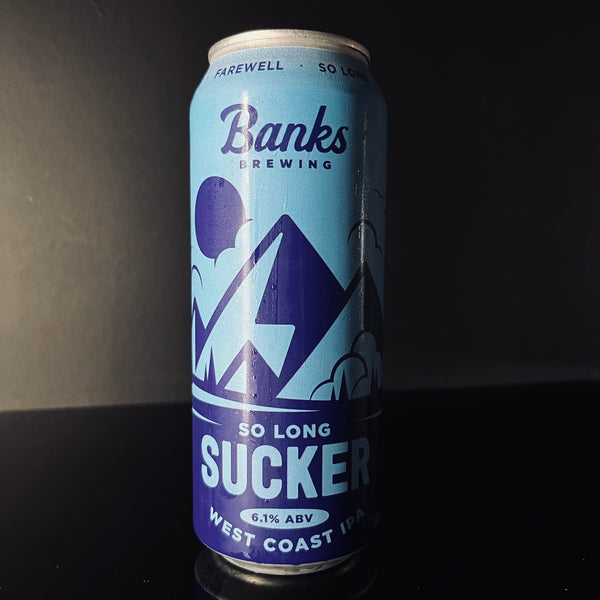 FAREWELL · SO LONG
Banks
BREWING
SO LONG
SUCKER
6.1% ABV
WEST COAST IPA